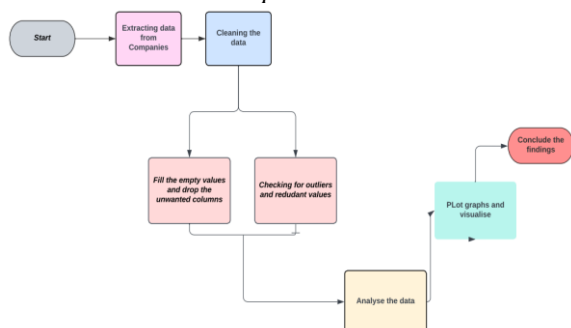 Start
Extracting data
from
Companies
Cleaning the
data
Fill the empty values
and drop the
unwanted columns
Checking for outliers
and redudant values
Conclude the
findings
PLot graphs and
visualise
Analyse the data